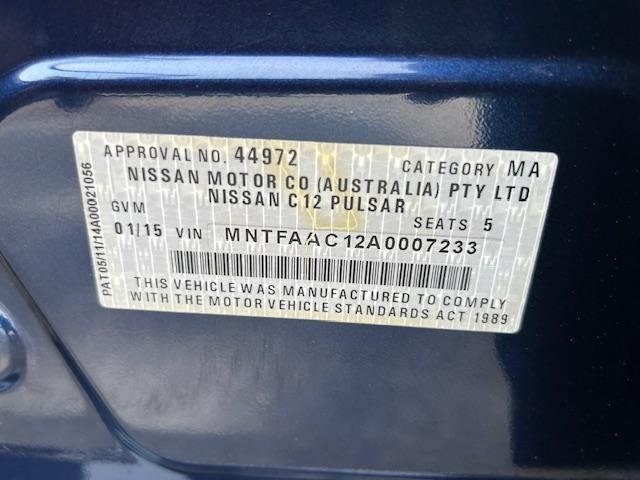 APPROVAL NO. 44972 CATEGORY MA
NISSAN MOTOR CO (AUSTRALIA) PTY LTD
NISSAN C12 PULSAR
GVM SEATS 5
01/15 VIN MNTFAAC12A0007233
THIS VEHICLE WAS MANUFACTURED TO COMPLY
WITH THE MOTOR VEHICLE STANDARDS ACT 1989
PAT05/11/14A00021056